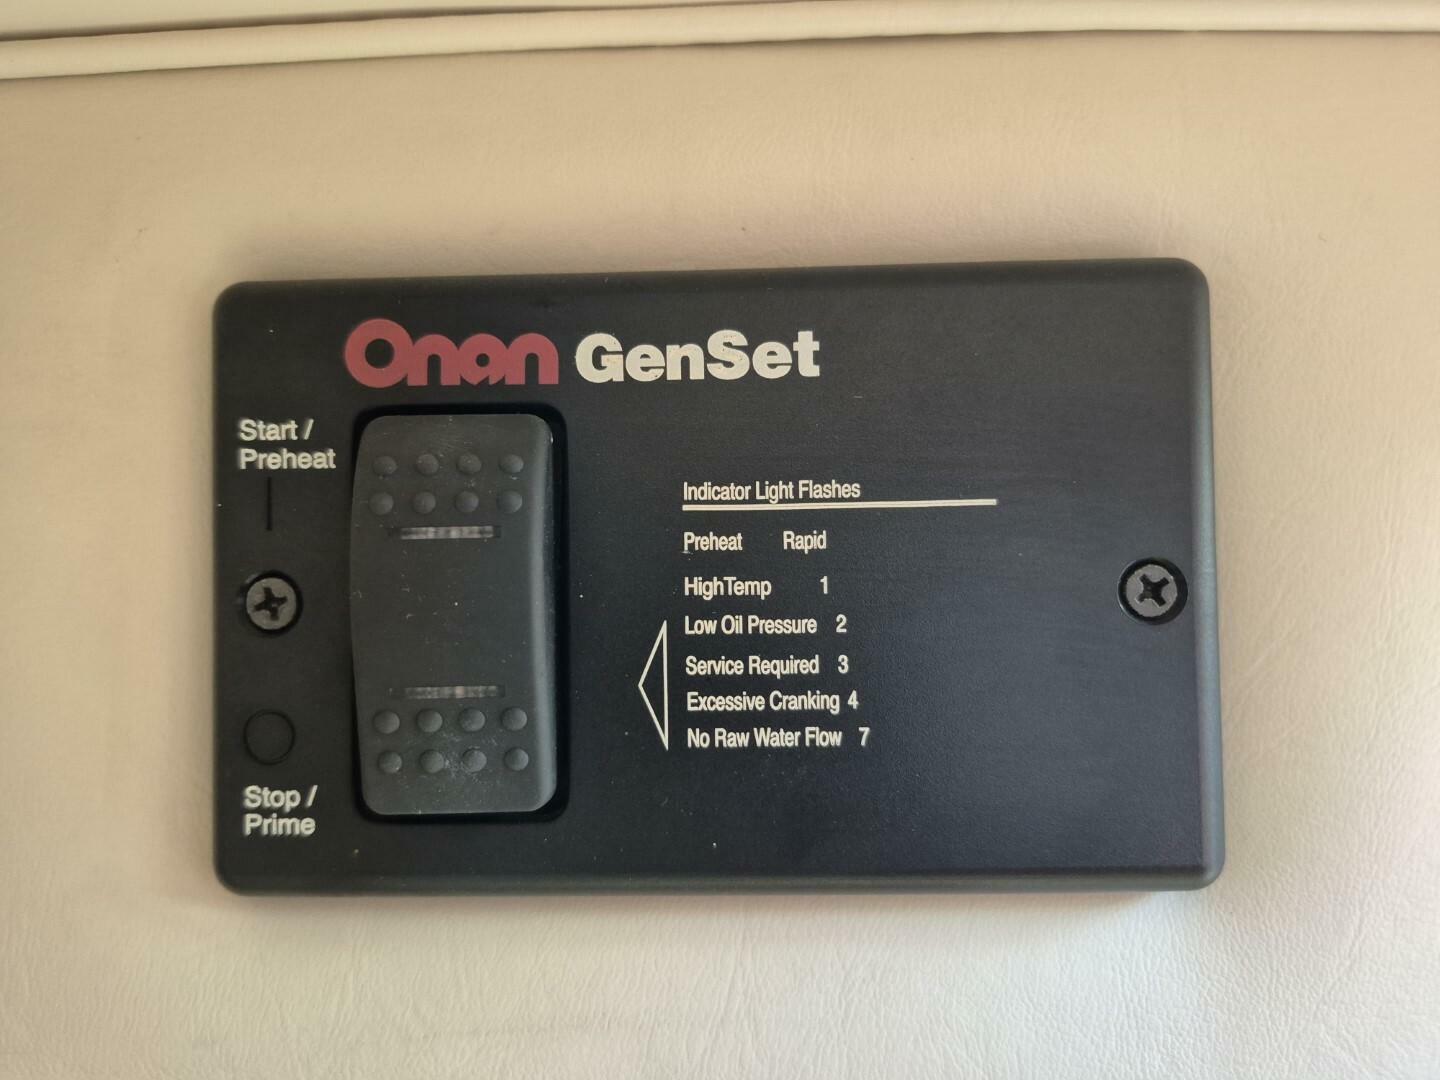 Onan GenSet
Start /
Preheat
Indicator Light Flashes
Preheat Rapid
HighTemp 1
Low Oil Pressure 2
Service Required 3
Excessive Cranking 4
No Raw Water Flow 7
Stop /
Prime